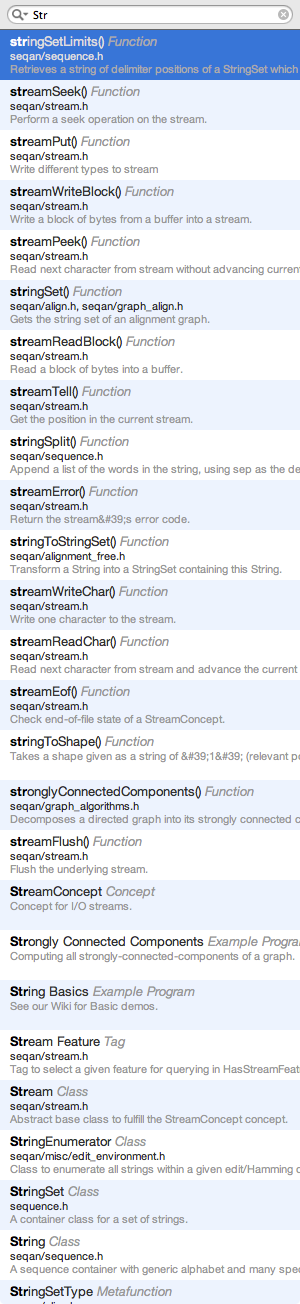 Str
stringSetLimits() Function
seqan/sequence.h
Retrieves a string of delimiter positions of a StringSet which
streamSeek() Function
seqan/stream.h
Perform a seek operation on the stream.
streamPut() Function
seqan/stream.h
Write different types to stream
streamWriteBlock() Function
seqan/stream.h
Write a block of bytes from a buffer into a stream.
streamPeek() Function
seqan/stream.h
Read next character from stream without advancing current
stringSet() Function
seqan/align.h, seqan/graph_align.h
Gets the string set of an alignment graph.
streamReadBlock() Function
seqan/stream.h
Read a block of bytes into a buffer.
streamTell() Function
seqan/stream.h
Get the position in the current stream.
stringSplit() Function
seqan/sequence.h
Append a list of the words in the string, using sep as the de
streamError() Function
seqan/stream.h
Return the stream&#39;s error code.
stringToStringSet() Function
seqan/alignment_free.h
Transform a String into a StringSet containing this String.
streamWriteChar() Function
seqan/stream.h
Write one character to the stream.
streamReadChar() Function
seqan/stream.h
Read next character from stream and advance the current
streamEof() Function
seqan/stream.h
Check end-of-file state of a StreamConcept.
stringToShape() Function
Takes a shape given as a string of &#39;1&#39; (relevant po
stronglyConnectedComponents() Function
seqan/graph_algorithms.h
Decomposes a directed graph into its strongly connected c
streamFlush() Function
seqan/stream.h
Flush the underlying stream.
StreamConcept Concept
Concept for I/O streams.
Strongly Connected Components Example Program
Computing all strongly-connected-components of a graph.
String Basics Example Program
See our Wiki for Basic demos.
Stream Feature Tag
seqan/stream.h
Tag to select a given feature for querying in HasStreamFeat
Stream Class
seqan/stream.h
Abstract base class to fulfill the StreamConcept concept.
StringEnumerator Class
seqan/misc/edit_environment.h
Class to enumerate all strings within a given edit/Hamming d
StringSet Class
sequence.h
A container class for a set of strings.
String Class
seqan/sequence.h
A sequence container with generic alphabet and many spec
StringSetType Metafunction